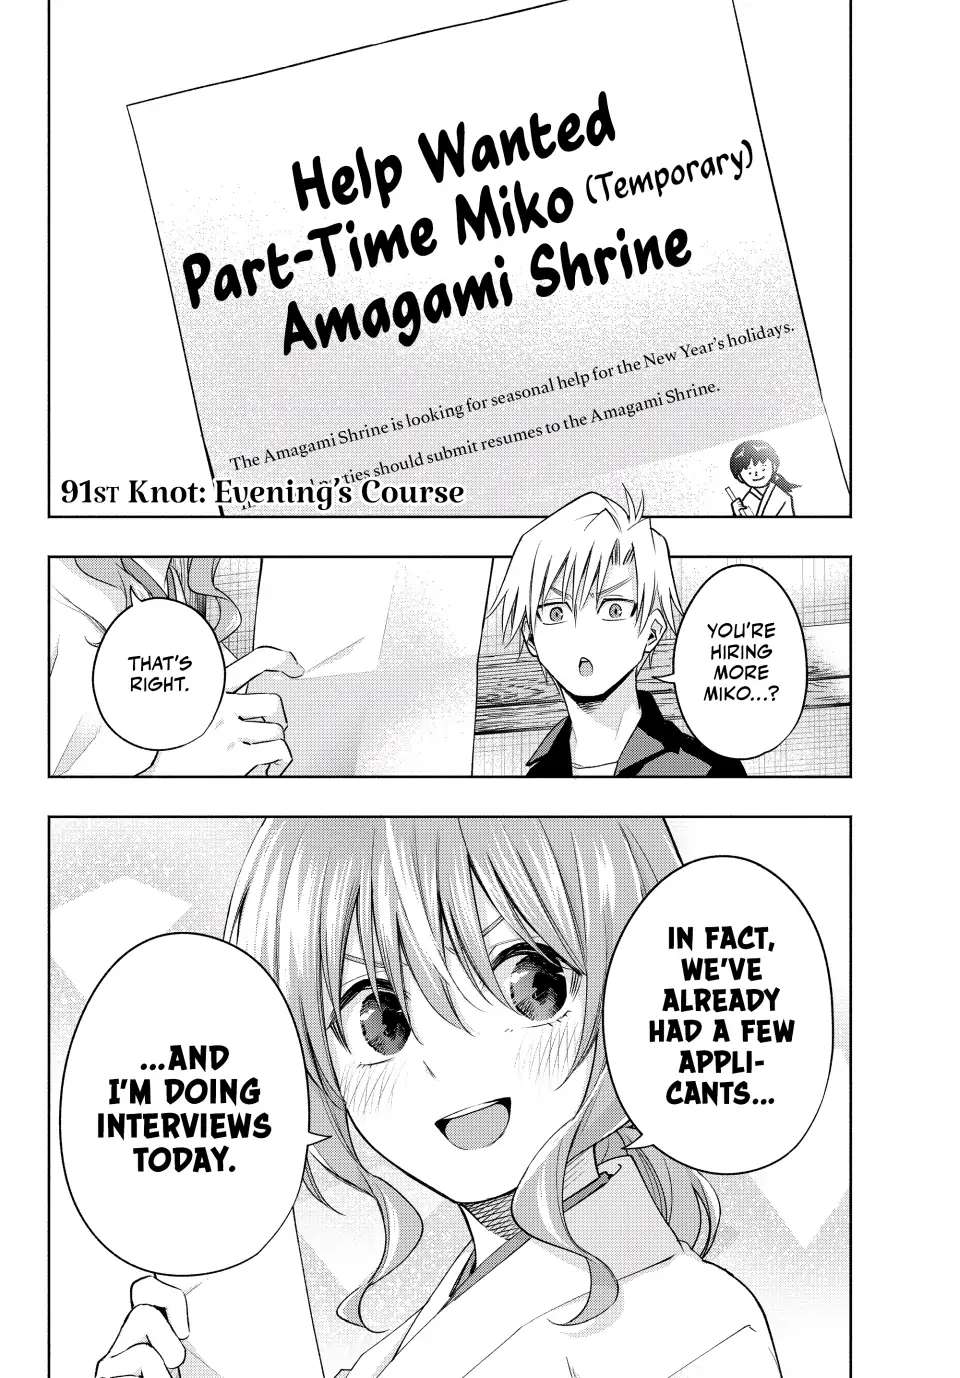 Help Wanted
Part-Time Miko (Temporary)
Amagami Shrine
The Amagami Shrine is looking for seasonal help for the New Year's holidays.
should submit resumes to the Amagami Shrine.
91ST Knot: Evening's Course
YOU'RE
HIRING
MORE
MIKO...?
THAT'S
RIGHT.
IN FACT,
WE'VE
ALREADY
HAD A FEW
APPLI-
CANTS...
...AND
I'M DOING
INTERVIEWS
TODAY.